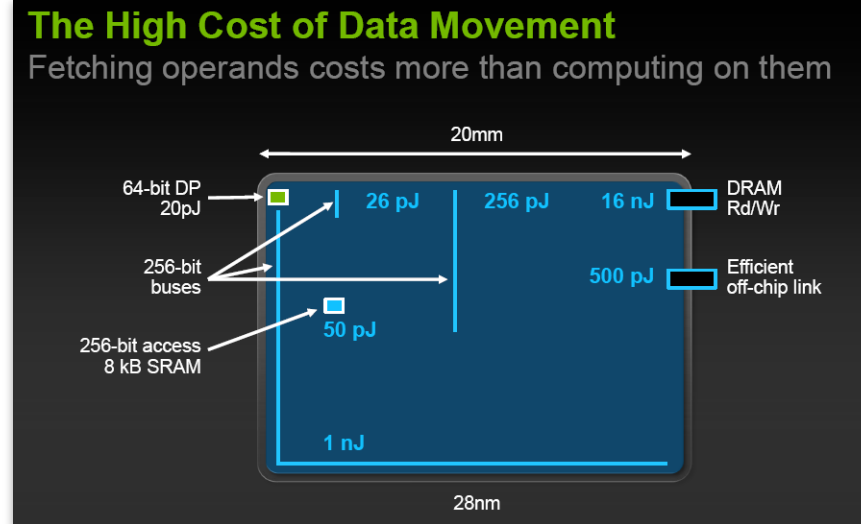 The High Cost of Data Movement
Fetching operands costs more than computing on them
20mm
64-bit DP
20pJ
26 pJ
256 pJ
16 nJ
DRAM
Rd/Wr
256-bit
buses
500 pJ
Efficient
off-chip link
50 pJ
256-bit access
8 kB SRAM
1 nJ
28nm